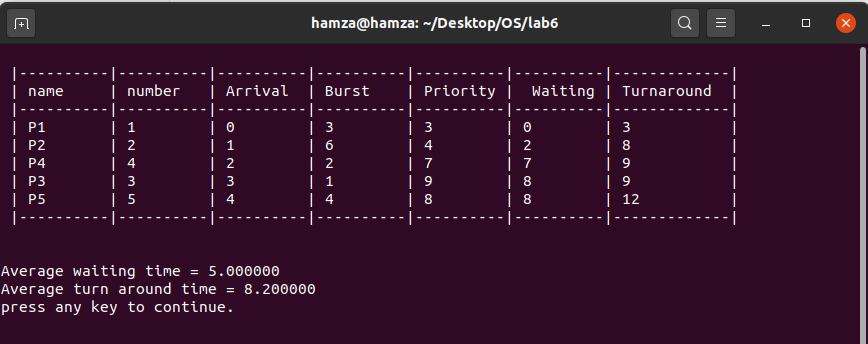 hamza@hamza: ~/Desktop/OS/lab6
|----------|----------|----------|----------|----------|----------|-------------|
| name     | number   | Arrival  | Burst    | Priority |  Waiting | Turnaround  |
|----------|----------|----------|----------|----------|----------|-------------|
| P1       | 1        | 0        | 3        | 3        | 0        | 3           |
| P2       | 2        | 1        | 6        | 4        | 2        | 8           |
| P4       | 4        | 2        | 2        | 7        | 7        | 9           |
| P3       | 3        | 3        | 1        | 9        | 8        | 9           |
| P5       | 5        | 4        | 4        | 8        | 8        | 12          |
|----------|----------|----------|----------|----------|----------|-------------|
Average waiting time = 5.000000
Average turn around time = 8.200000
press any key to continue.